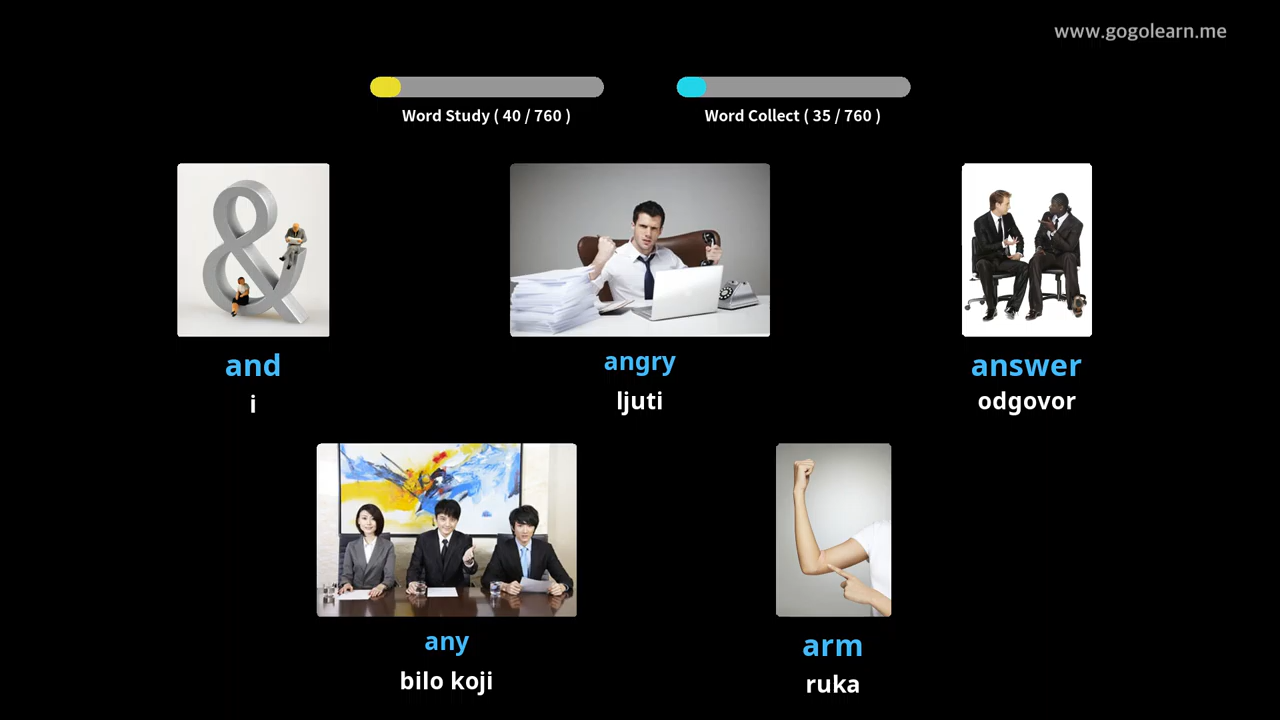 www.gogolearn.me
Word Study ( 40 / 760 )
Word Collect ( 35 / 760 )
&
and
i
angry
ljuti
answer
odgovor
any
bilo koji
arm
ruka